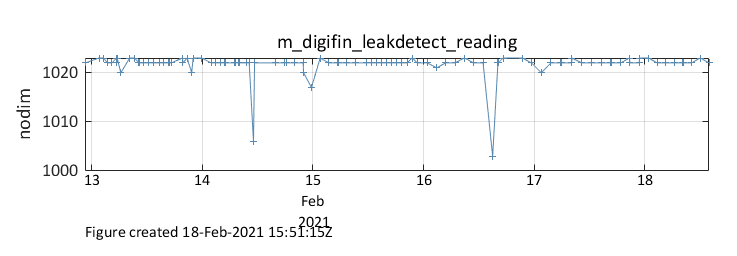 m_digifin_leakdetect_reading
nodim
1020
1010
1000
13 14 15 16 17 18
Feb
2021
Figure created 18-Feb-2021 15:51:15Z